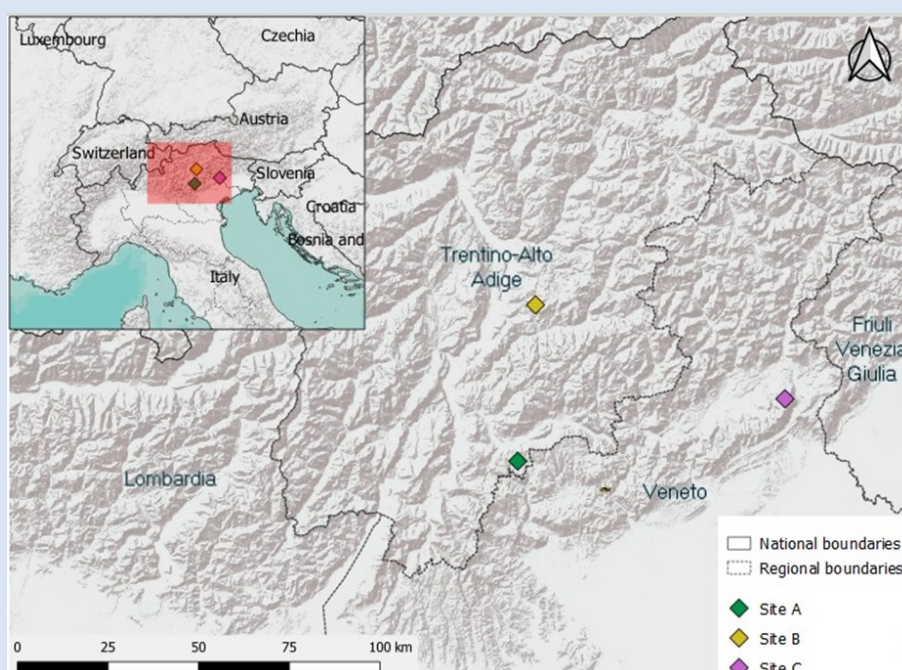 Luxembourg
Czechia
Austria
Switzerland
Slovenia
Croatia
Bosnia and
Italy
Trentino-Alto
Adige
Friuli
Venezia
Giulia
Lombardia
Veneto
National boundaries
Regional boundaries
Site A
Site B
Site C
0 25 50 75 100 km